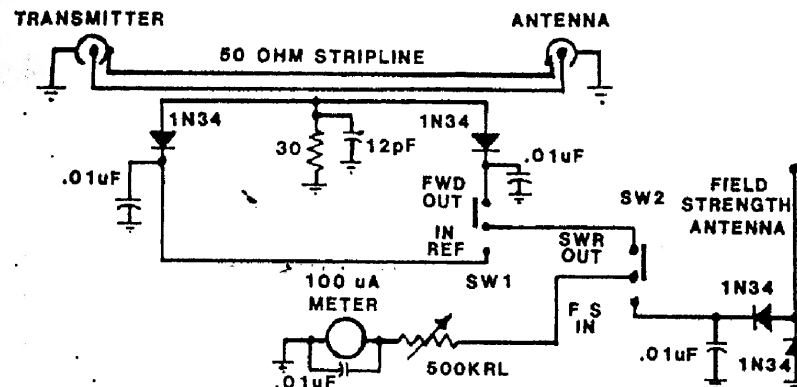 TRANSMITTER
ANTENNA
50 OHM STRIPLINE
1N34
30
12pF
1N34
.01uF
.01uF
FWD
OUT
IN
REF
SW1
SW2
SWR
OUT
F S
IN
FIELD
STRENGTH
ANTENNA
1N34
.01uF
1N34
100 uA
METER
.01uF
500KRL